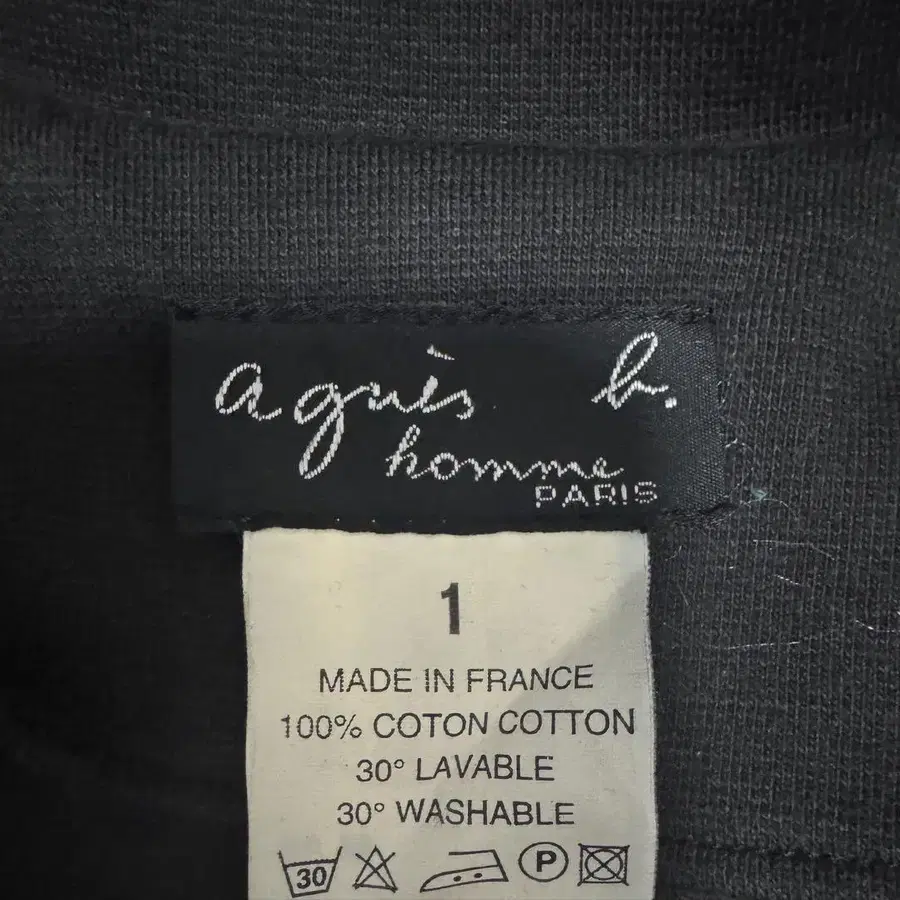 agnès b.
homme
PARIS
1
MADE IN FRANCE
100% COTON COTTON
30° LAVABLE
30° WASHABLE
30 P